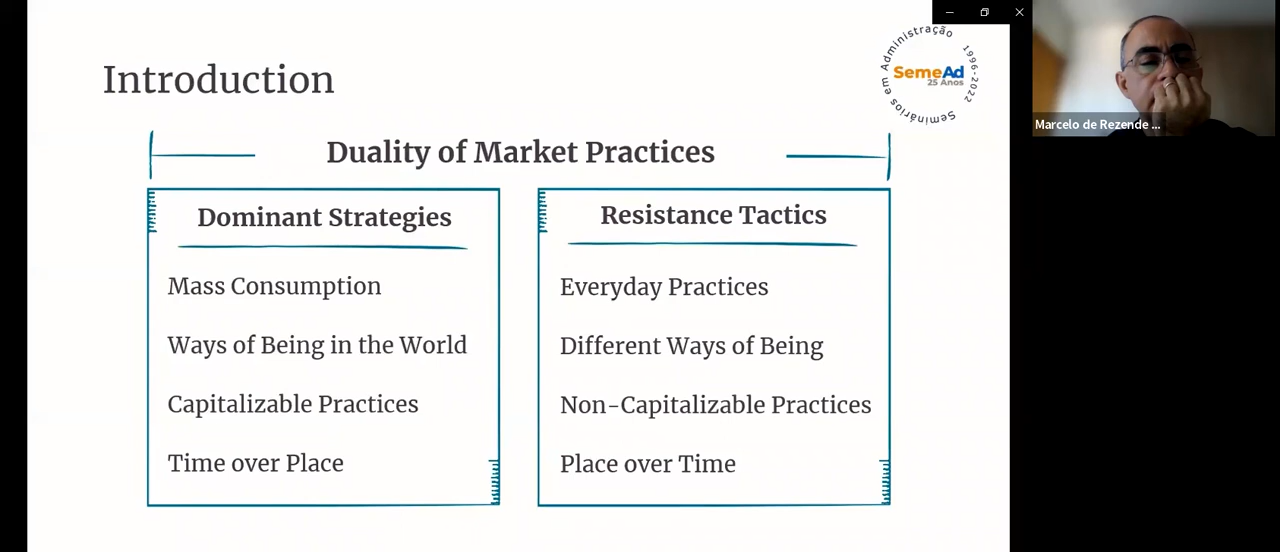 Introduction
Seminários em Administração
1996-2022
SemeAd
25 Anos
Marcelo de Rezende ...
Duality of Market Practices
Dominant Strategies
Mass Consumption
Ways of Being in the World
Capitalizable Practices
Time over Place
Resistance Tactics
Everyday Practices
Different Ways of Being
Non-Capitalizable Practices
Place over Time